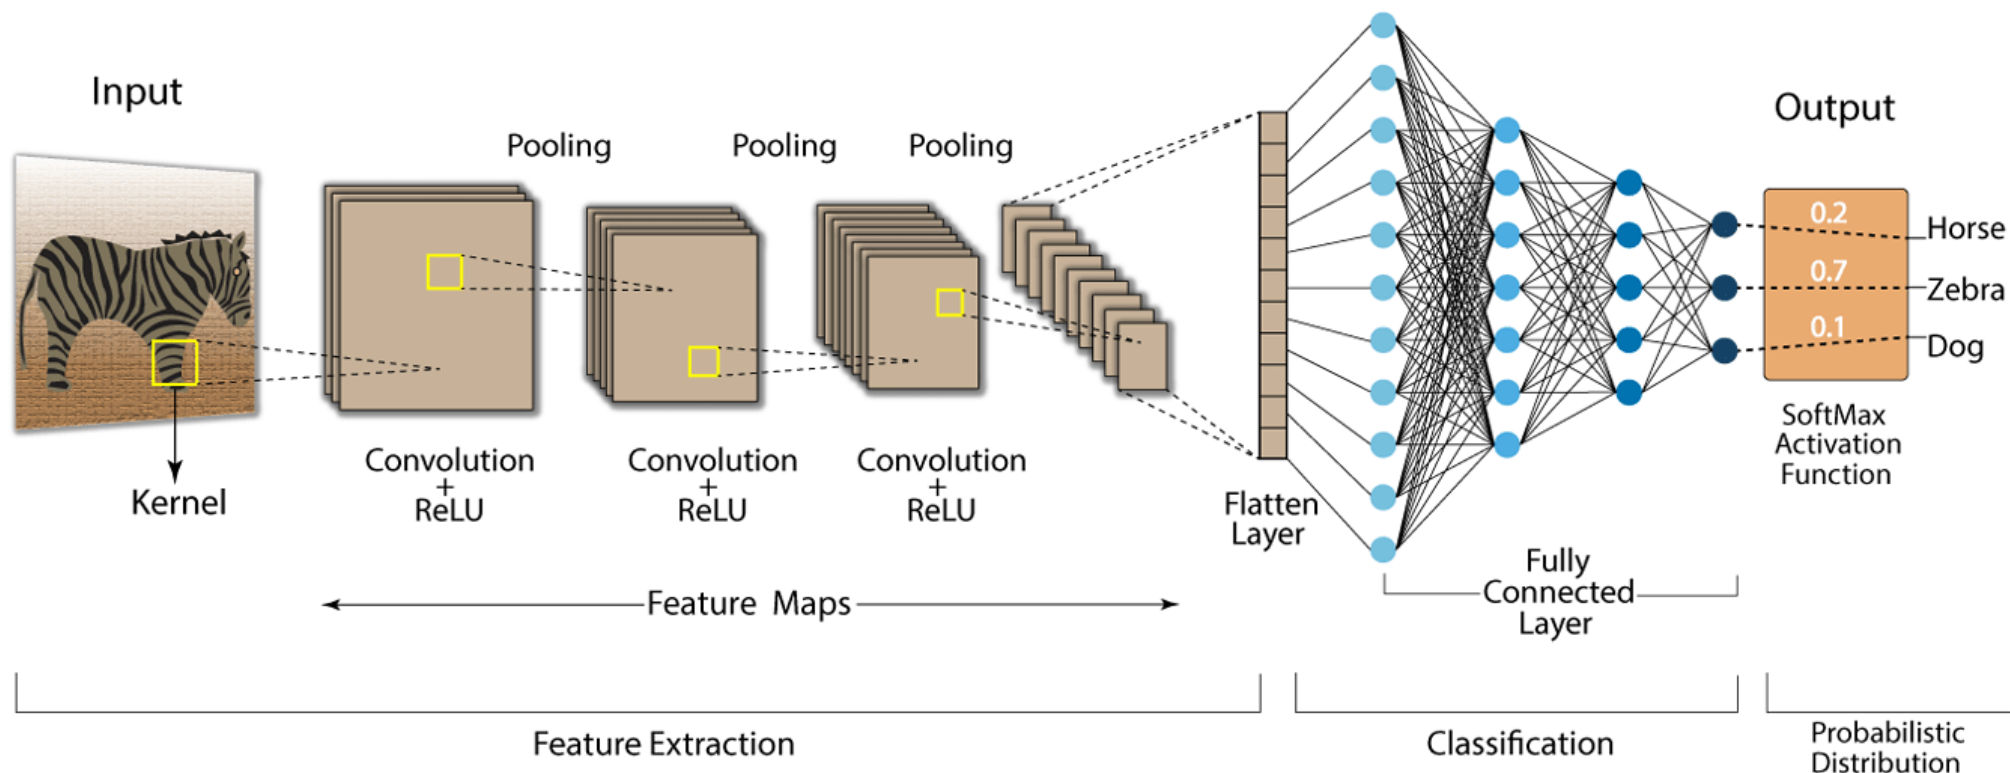 Input
Kernel
Pooling
Pooling
Pooling
Convolution
+
ReLU
Convolution
+
ReLU
Convolution
+
ReLU
Feature Maps
Flatten
Layer
Fully
Connected
Layer
Output
0.2
Horse
0.7
Zebra
0.1
Dog
SoftMax
Activation
Function
Feature Extraction
Classification
Probabilistic
Distribution